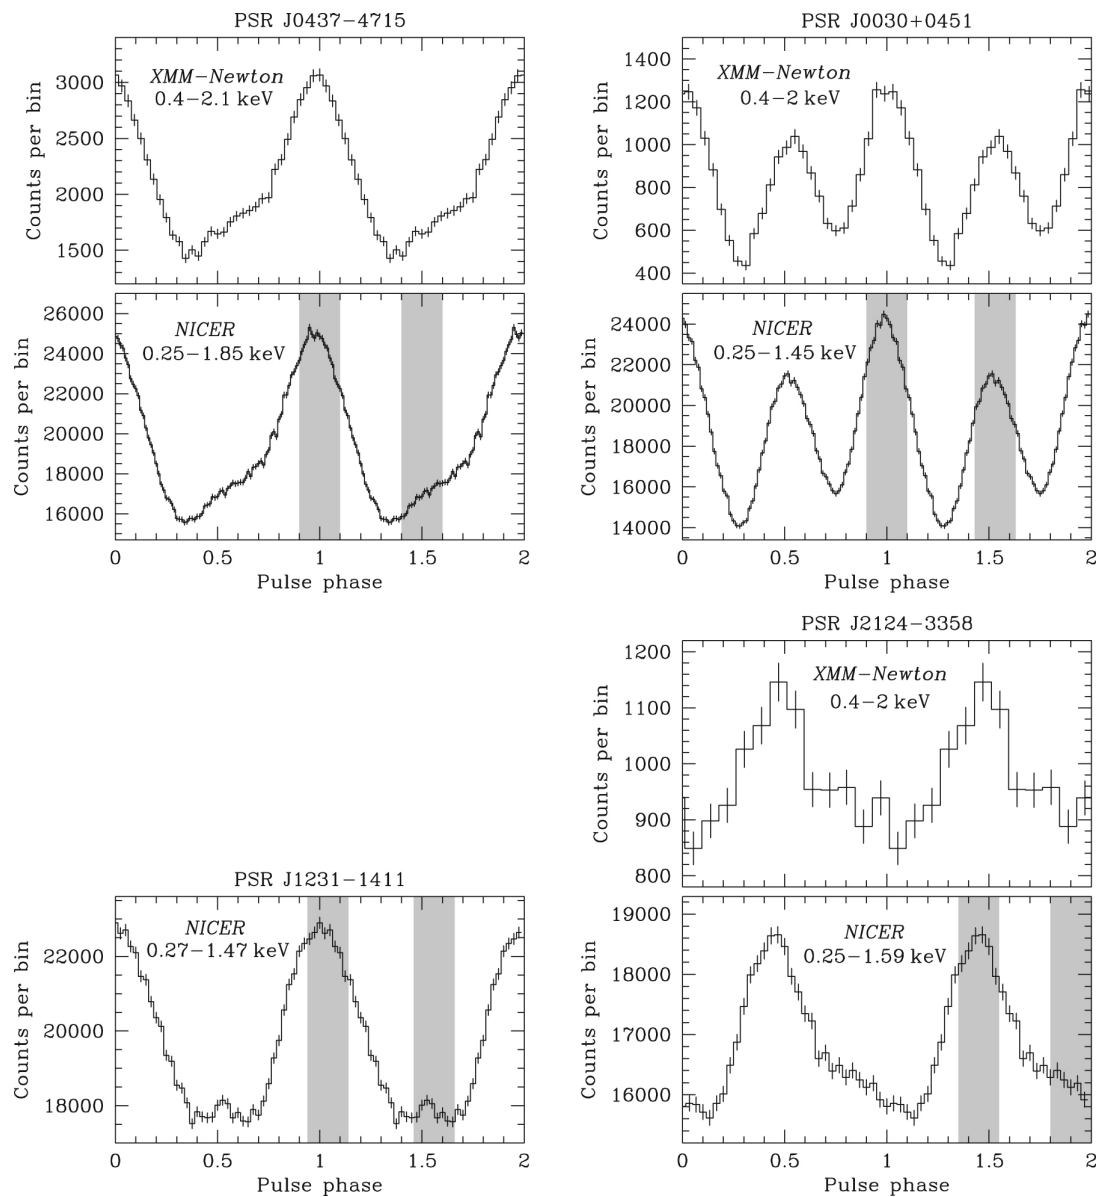 PSR J0437−4715
XMM−Newton
0.4−2.1 keV
Counts per bin
3000
2500
2000
1500
NICER
0.25−1.85 keV
Counts per bin
26000
24000
22000
20000
18000
16000
0 0.5 1 1.5 2
Pulse phase
PSR J0030+0451
XMM−Newton
0.4−2 keV
Counts per bin
1400
1200
1000
800
600
400
NICER
0.25−1.45 keV
Counts per bin
24000
22000
20000
18000
16000
14000
0 0.5 1 1.5 2
Pulse phase
PSR J1231−1411
NICER
0.27−1.47 keV
Counts per bin
22000
20000
18000
0 0.5 1 1.5 2
Pulse phase
PSR J2124−3358
XMM−Newton
0.4−2 keV
Counts per bin
1200
1100
1000
900
800
NICER
0.25−1.59 keV
Counts per bin
19000
18000
17000
16000
0 0.5 1 1.5 2
Pulse phase